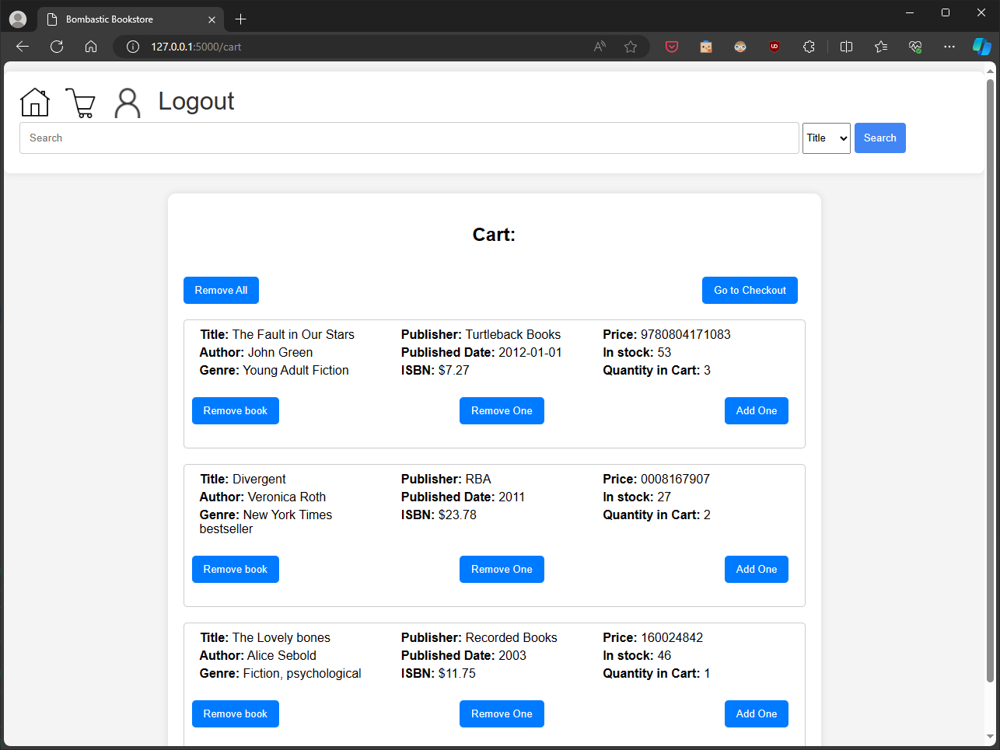 Bombastic Bookstore
127.0.0.1:5000/cart
Logout
Search Title Search
Cart:
Remove All Go to Checkout
Title: The Fault in Our Stars Publisher: Turtleback Books Price: 9780804171083
Author: John Green Published Date: 2012-01-01 In stock: 53
Genre: Young Adult Fiction ISBN: $7.27 Quantity in Cart: 3
Remove book Remove One Add One
Title: Divergent Publisher: RBA Price: 0008167907
Author: Veronica Roth Published Date: 2011 In stock: 27
Genre: New York Times ISBN: $23.78 Quantity in Cart: 2
bestseller
Remove book Remove One Add One
Title: The Lovely bones Publisher: Recorded Books Price: 160024842
Author: Alice Sebold Published Date: 2003 In stock: 46
Genre: Fiction, psychological ISBN: $11.75 Quantity in Cart: 1
Remove book Remove One Add One